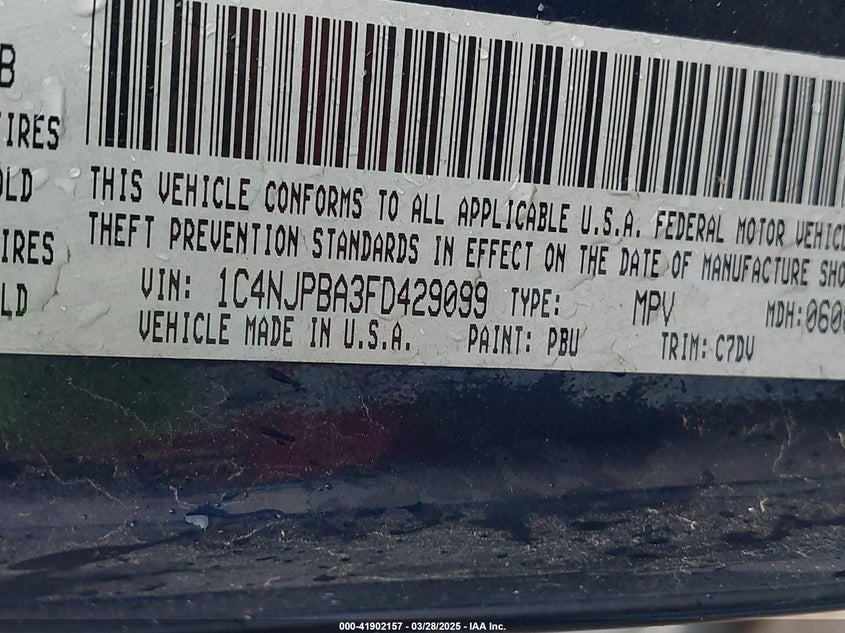 B
IRES
OLD
IRES
LD
THIS VEHICLE CONFORMS TO ALL APPLICABLE U.S.A. FEDERAL MOTOR VEHICL
THEFT PREVENTION STANDARDS IN EFFECT ON THE DATE OF MANUFACTURE SHO
VIN: 1C4NJPBA3FD429099 TYPE: MPV MDH: 060
VEHICLE MADE IN U.S.A. PAINT: PBU TRIM: C7DV
000-41902157 - 03/28/2025 - IAA Inc.